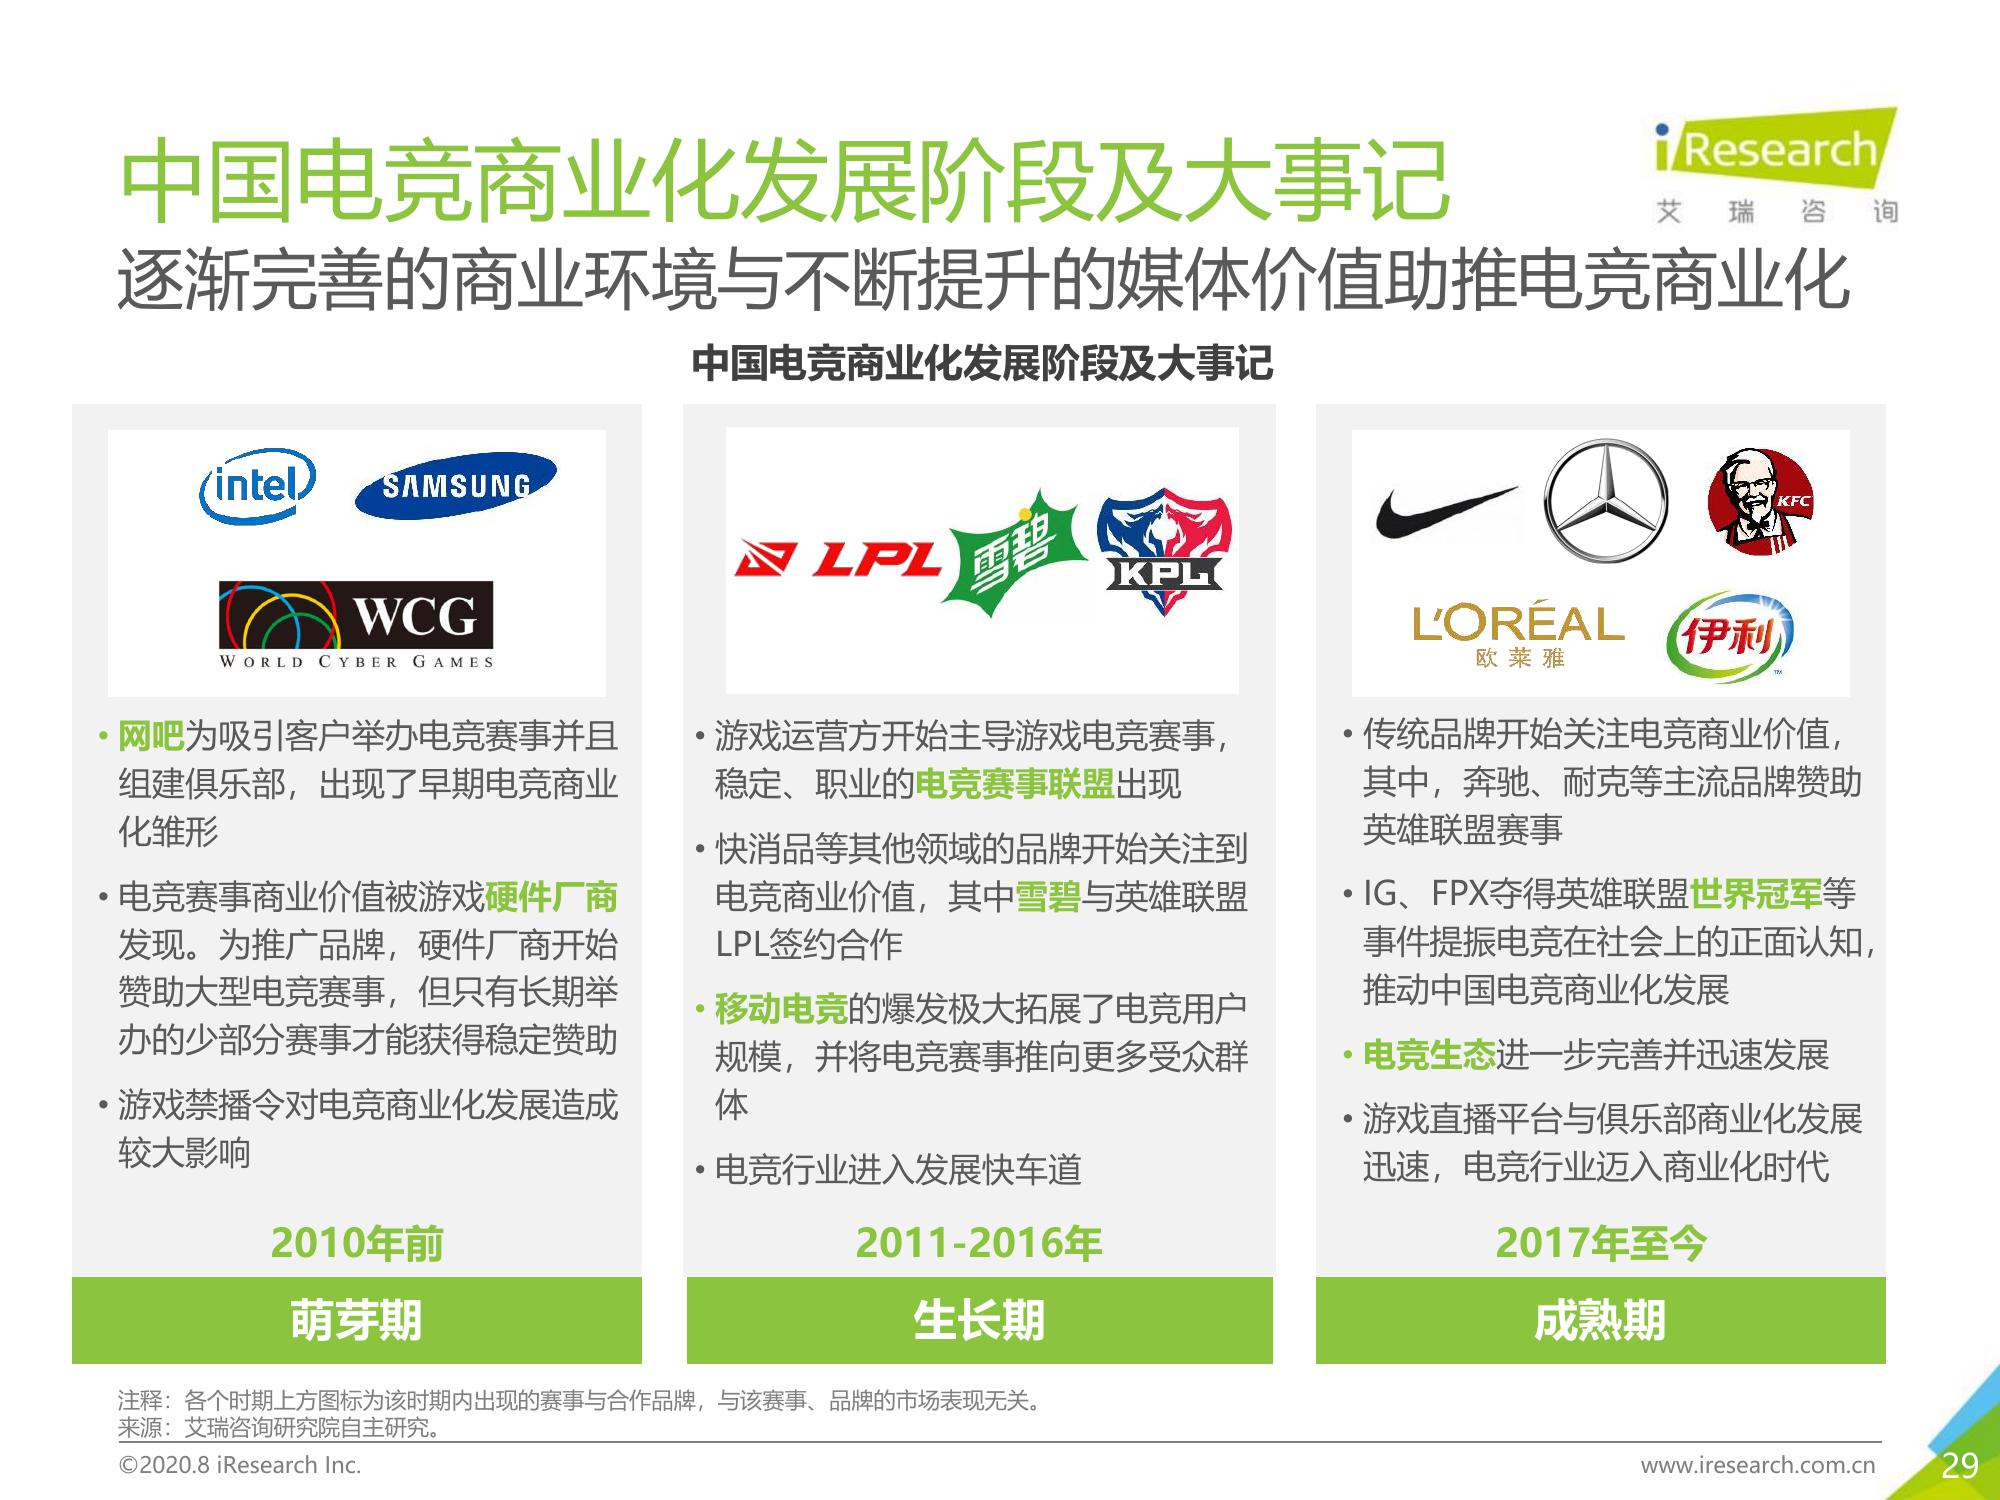 iResearch
艾瑞咨询
中国电竞商业化发展阶段及大事记
逐渐完善的商业环境与不断提升的媒体价值助推电竞商业化
中国电竞商业化发展阶段及大事记
intel
SAMSUNG
WCG
WORLD CYBER GAMES
• 网吧为吸引客户举办电竞赛事并且
组建俱乐部，出现了早期电竞商业
化雏形
• 电竞赛事商业价值被游戏硬件厂商
发现。为推广品牌，硬件厂商开始
赞助大型电竞赛事，但只有长期举
办的少部分赛事才能获得稳定赞助
• 游戏禁播令对电竞商业化发展造成
较大影响
2010年前
萌芽期
LPL
雪碧
KPL
• 游戏运营方开始主导游戏电竞赛事，
稳定、职业的电竞赛事联盟出现
• 快消品等其他领域的品牌开始关注到
电竞商业价值，其中雪碧与英雄联盟
LPL签约合作
• 移动电竞的爆发极大拓展了电竞用户
规模，并将电竞赛事推向更多受众群
体
• 电竞行业进入发展快车道
2011-2016年
生长期
KFC
L'ORÉAL
欧莱雅
伊利
TM
• 传统品牌开始关注电竞商业价值，
其中，奔驰、耐克等主流品牌赞助
英雄联盟赛事
• IG、FPX夺得英雄联盟世界冠军等
事件提振电竞在社会上的正面认知，
推动中国电竞商业化发展
• 电竞生态进一步完善并迅速发展
• 游戏直播平台与俱乐部商业化发展
迅速，电竞行业迈入商业化时代
2017年至今
成熟期
注释：各个时期上方图标为该时期内出现的赛事与合作品牌，与该赛事、品牌的市场表现无关。
来源：艾瑞咨询研究院自主研究。
©2020.8 iResearch Inc.
www.iresearch.com.cn
29